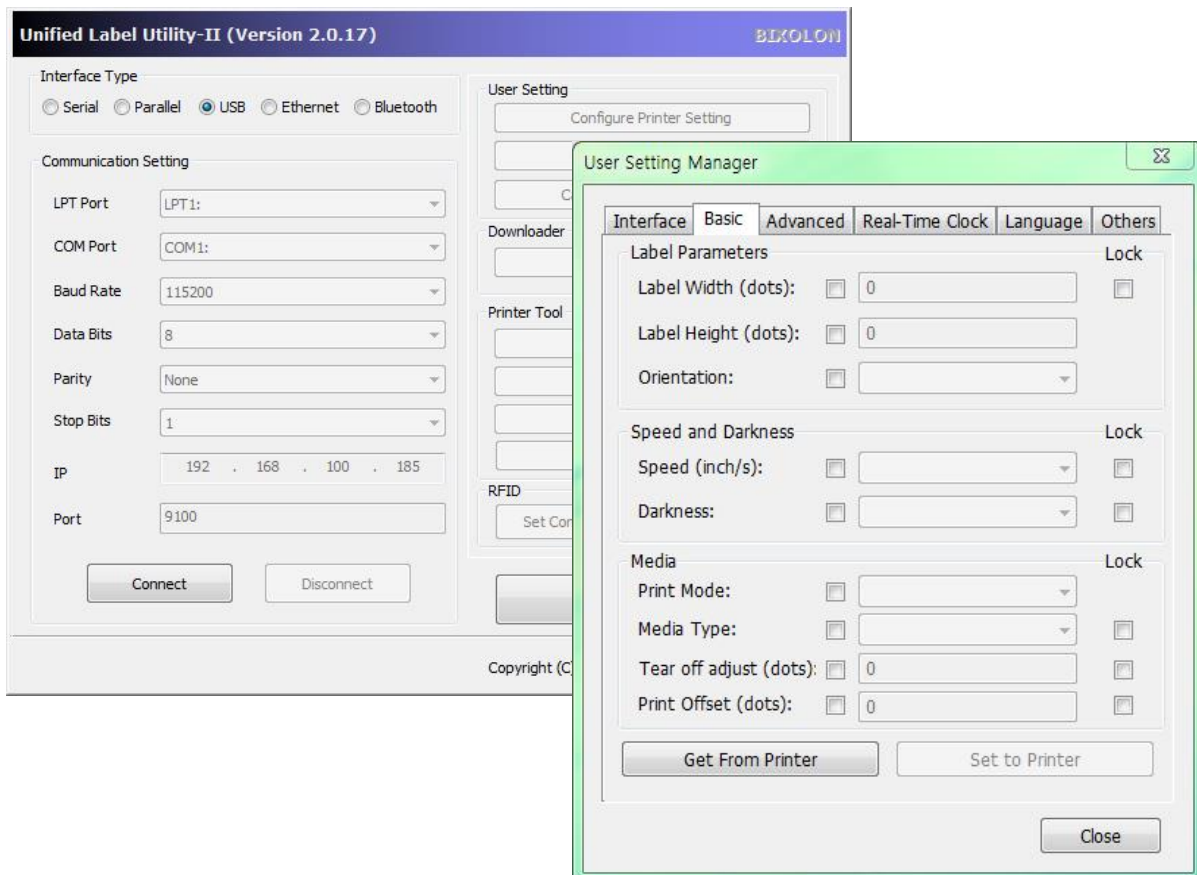 Unified Label Utility-II (Version 2.0.17) BIXOLON
Interface Type
Serial Parallel USB Ethernet Bluetooth
Communication Setting
LPT Port LPT1:
COM Port COM1:
Baud Rate 115200
Data Bits 8
Parity None
Stop Bits 1
IP 192 . 168 . 100 . 185
Port 9100
Connect Disconnect
User Setting
Configure Printer Setting
Downloader
Printer Tool
RFID
Set
Copyright (C)
User Setting Manager
Interface Basic Advanced Real-Time Clock Language Others
Label Parameters Lock
Label Width (dots): 0
Label Height (dots): 0
Orientation:
Speed and Darkness Lock
Speed (inch/s):
Darkness:
Media Lock
Print Mode:
Media Type:
Tear off adjust (dots): 0
Print Offset (dots): 0
Get From Printer Set to Printer
Close